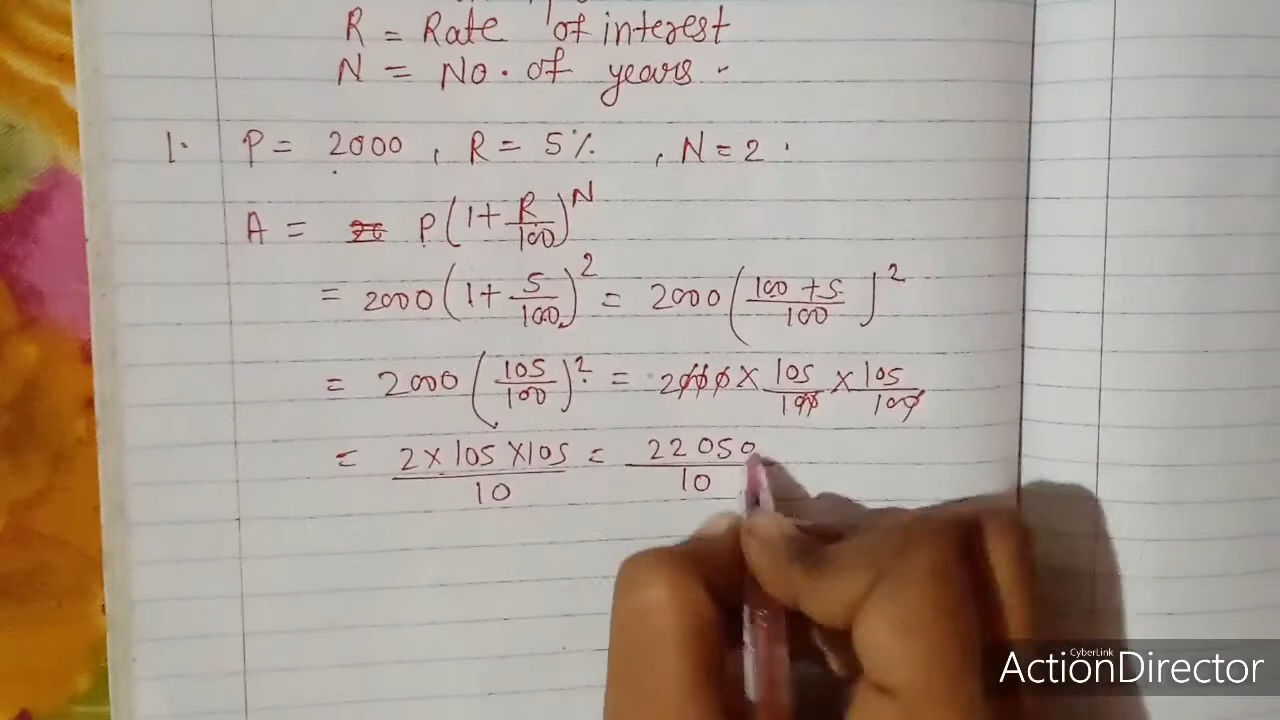 R = Rate of interest
N = No. of years.
1. P = 2000, R = 5%, N = 2.
A = P(1+R/100)^N
= 2000(1+5/100)^2 = 2000(100+5/100)^2
= 2000(105/100)^2 = 2000 × 105/100 × 105/100
= 2×105×105/10 = 22050/10
CyberLink
ActionDirector